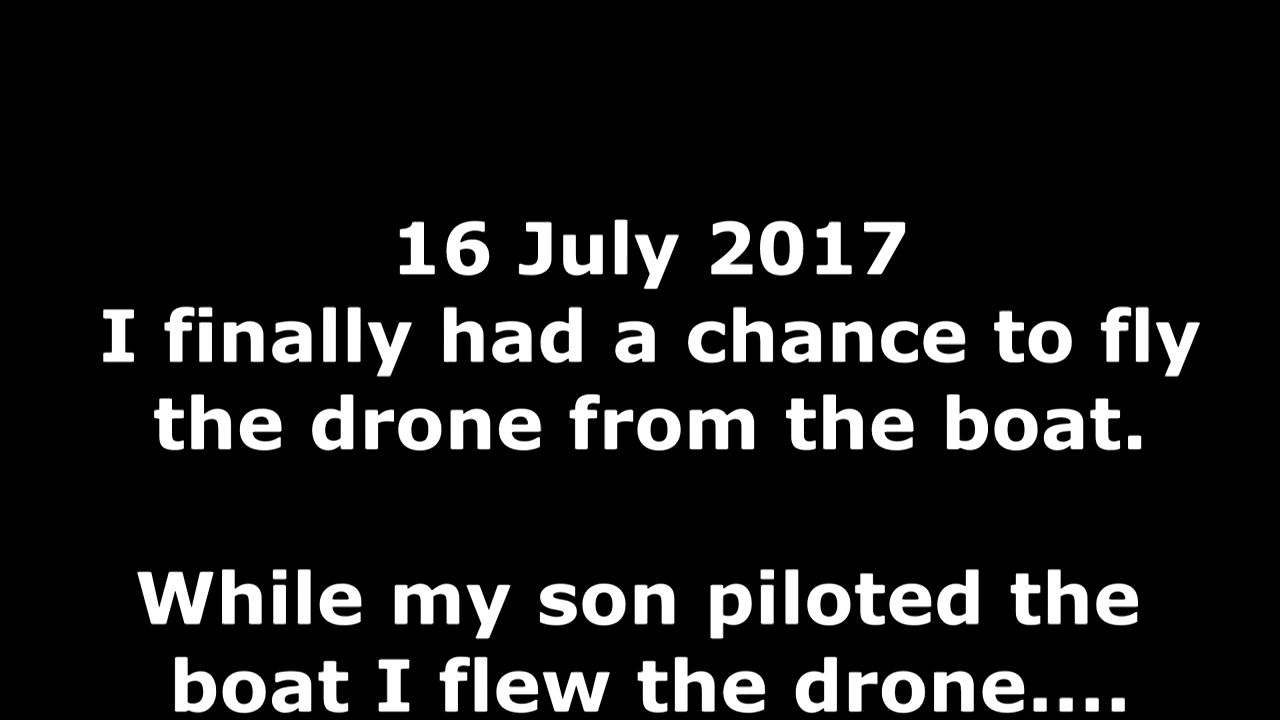 16 July 2017
I finally had a chance to fly
the drone from the boat.
While my son piloted the
boat I flew the drone....